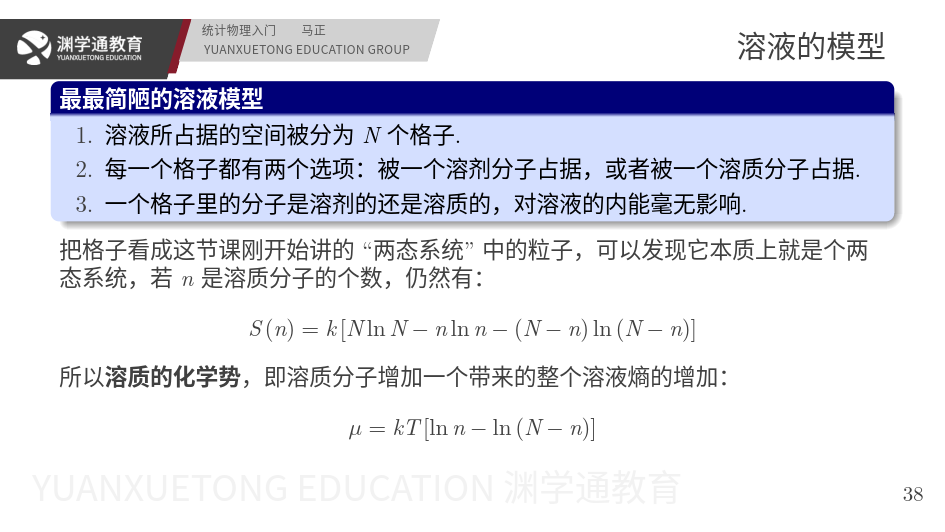 渊学通教育
YUANXUETONG EDUCATION
统计物理入门 马正
YUANXUETONG EDUCATION GROUP
溶液的模型
最最简陋的溶液模型
1. 溶液所占据的空间被分为 N 个格子.
2. 每一个格子都有两个选项：被一个溶剂分子占据，或者被一个溶质分子占据.
3. 一个格子里的分子是溶剂的还是溶质的，对溶液的内能毫无影响.
把格子看成这节课刚开始讲的 “两态系统” 中的粒子，可以发现它本质上就是个两
态系统，若 n 是溶质分子的个数，仍然有：
S(n) = k[N ln N − n ln n − (N − n) ln (N − n)]
所以溶质的化学势，即溶质分子增加一个带来的整个溶液熵的增加：
μ = kT[ln n − ln (N − n)]
YUANXUETONG EDUCATION 渊学通教育
38